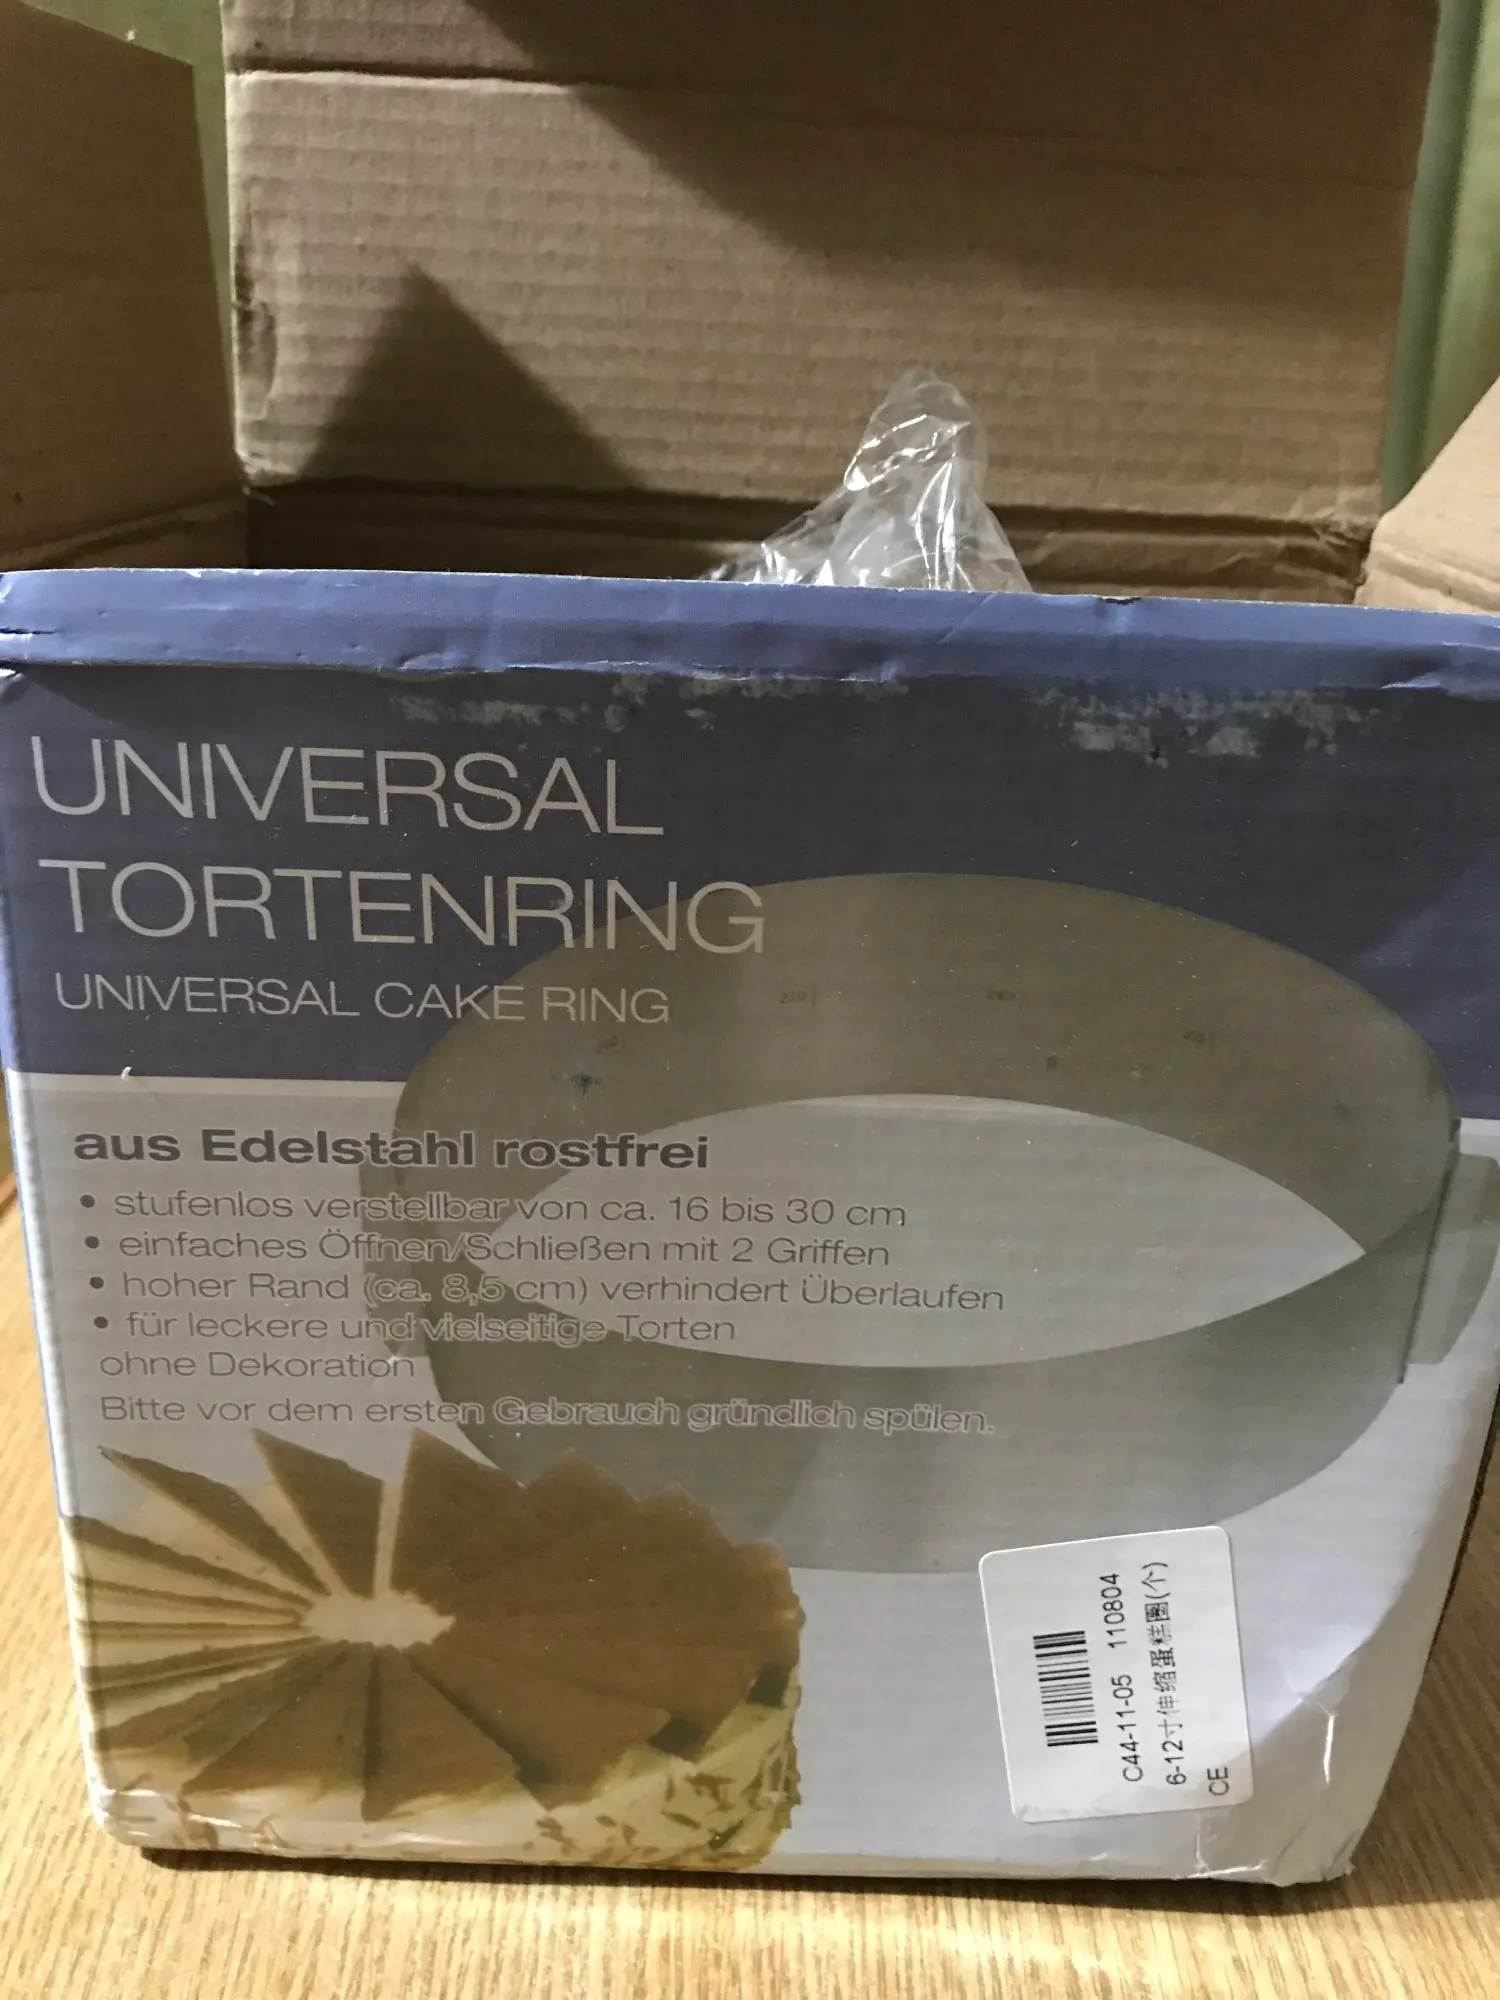 UNIVERSAL
TORTENRING
UNIVERSAL CAKE RING
220
aus Edelstahl rostfrei
• stufenlos verstellbar von ca. 16 bis 30 cm
• einfaches Öffnen/Schließen mit 2 Griffen
• hoher Rand (ca. 8,5 cm) verhindert Überlaufen
• für leckere und vielseitige Torten
ohne Dekoration
Bitte vor dem ersten Gebrauch gründlich spülen.
C44-11-05 110804
6-12寸伸缩蛋糕圈(个)
CE